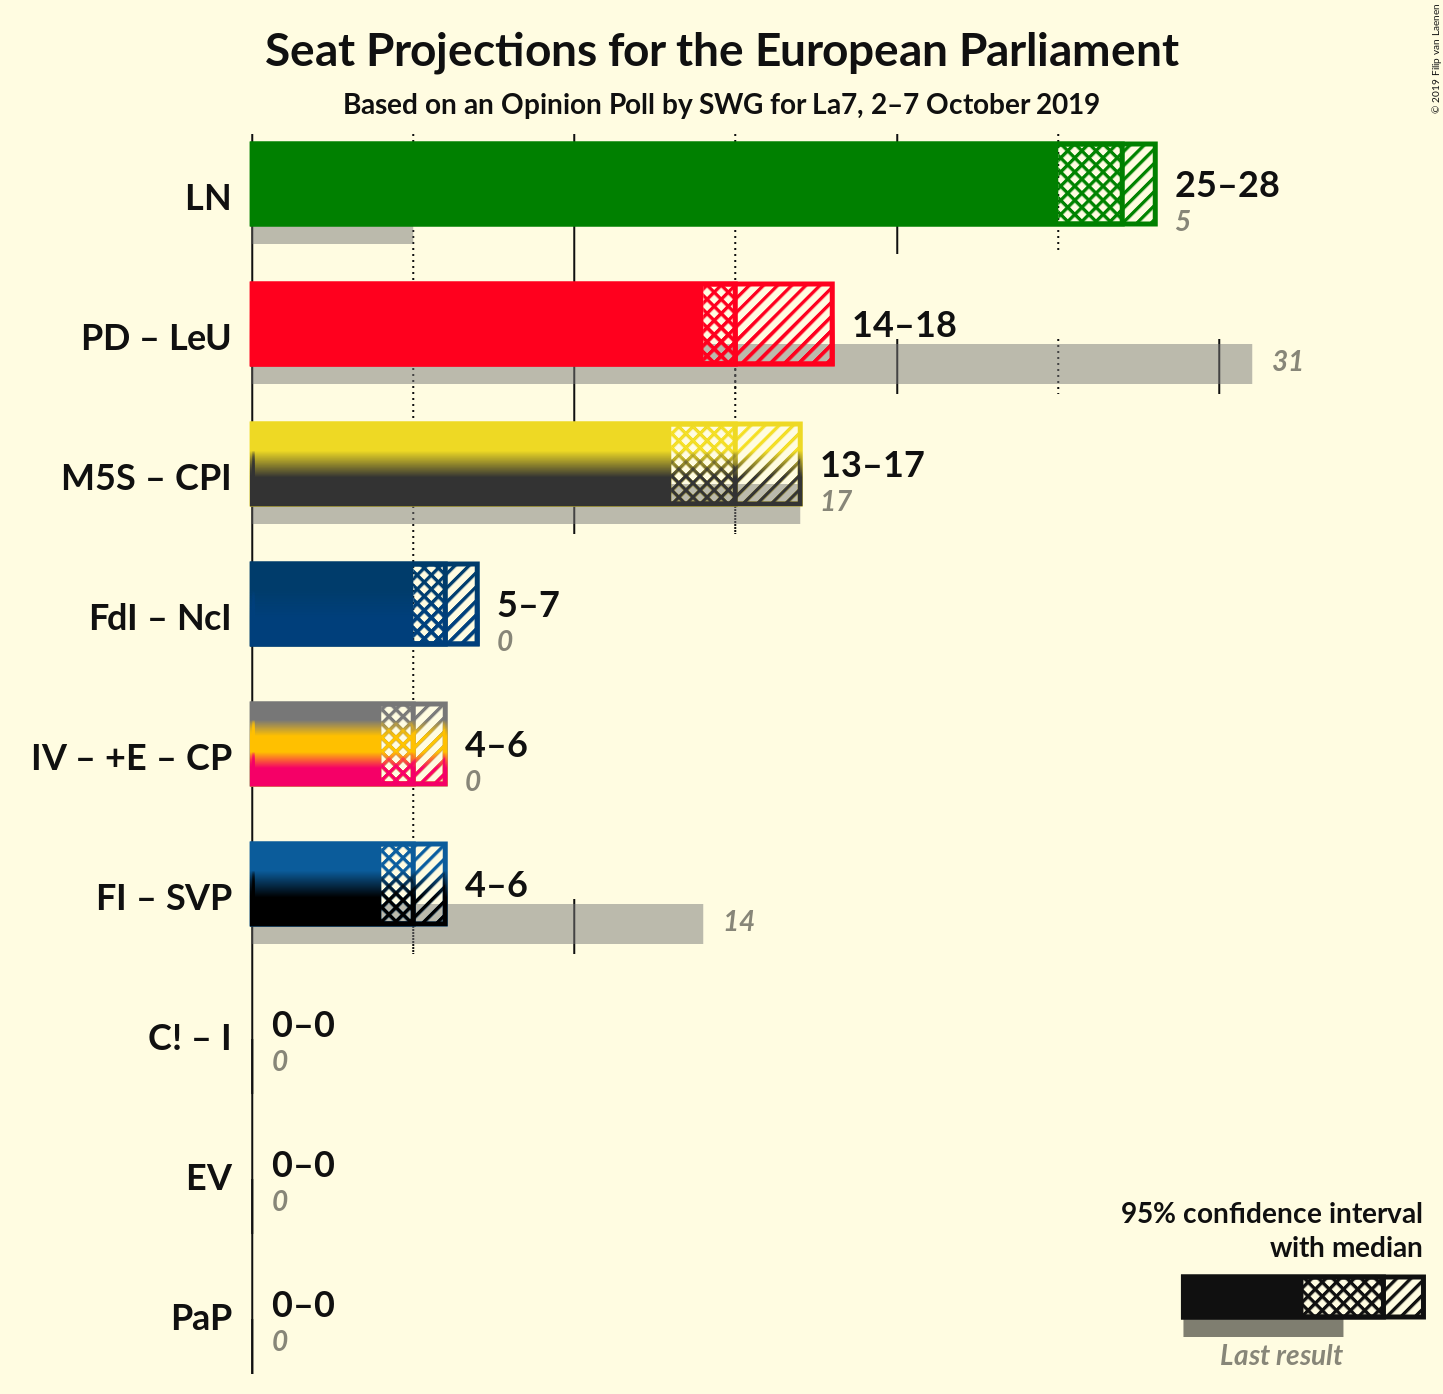 Seat Projections for the European Parliament
Based on an Opinion Poll by SWG for La7, 2–7 October 2019
© 2019 Filip van Laenen
LN
25–28
5
PD – LeU
14–18
31
M5S – CPI
13–17
17
FdI – NcI
5–7
0
IV – +E – CP
4–6
0
FI – SVP
4–6
14
C! – I
0–0
0
EV
0–0
0
PaP
0–0
0
95% confidence interval
with median
Last result